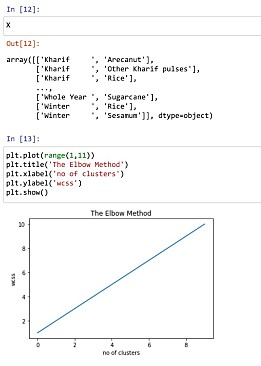 In [12]:
X
Out[12]:
array([['Kharif     ', 'Arecanut'],
['Kharif     ', 'Other Kharif pulses'],
['Kharif     ', 'Rice'],
...,
['Whole Year ', 'Sugarcane'],
['Winter     ', 'Rice'],
['Winter     ', 'Sesamum']], dtype=object)
In [13]:
plt.plot(range(1,11))
plt.title('The Elbow Method')
plt.xlabel('no of clusters')
plt.ylabel('wcss')
plt.show()
The Elbow Method
10
8
6
4
2
wcss
0 2 4 6 8
no of clusters